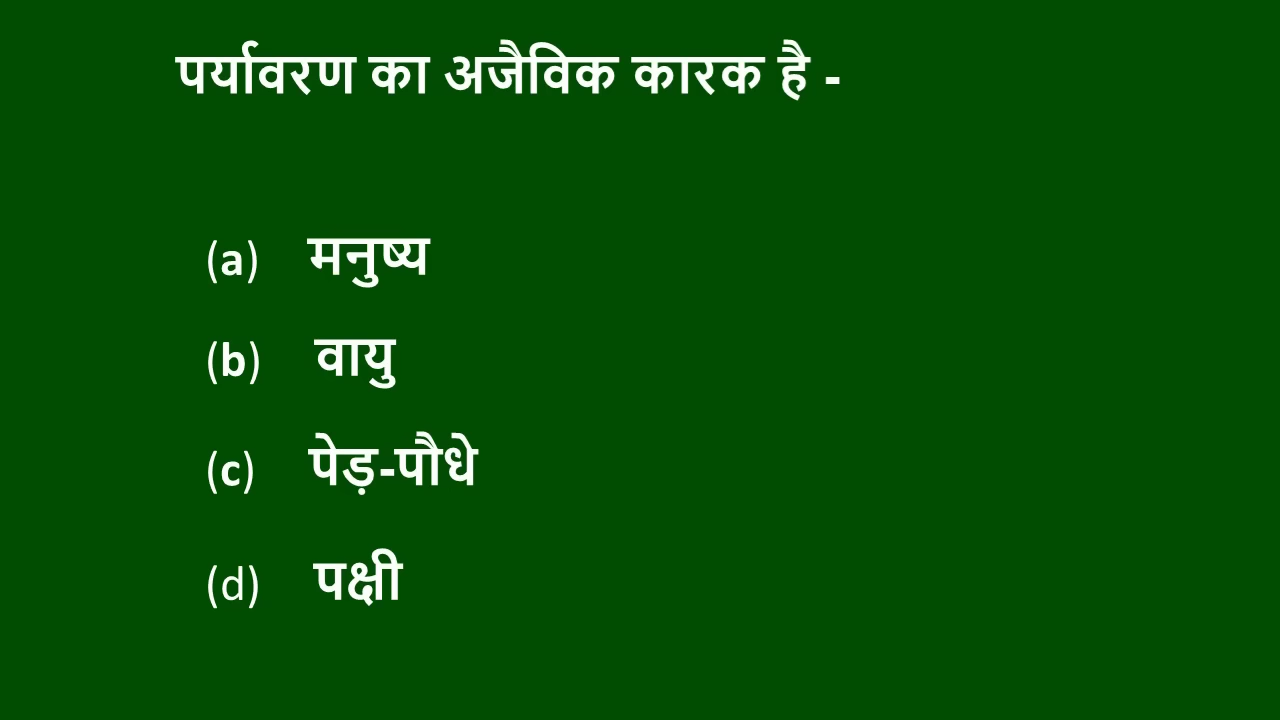 पर्यावरण का अजैविक कारक है -
(a) मनुष्य
(b) वायु
(c) पेड़-पौधे
(d) पक्षी